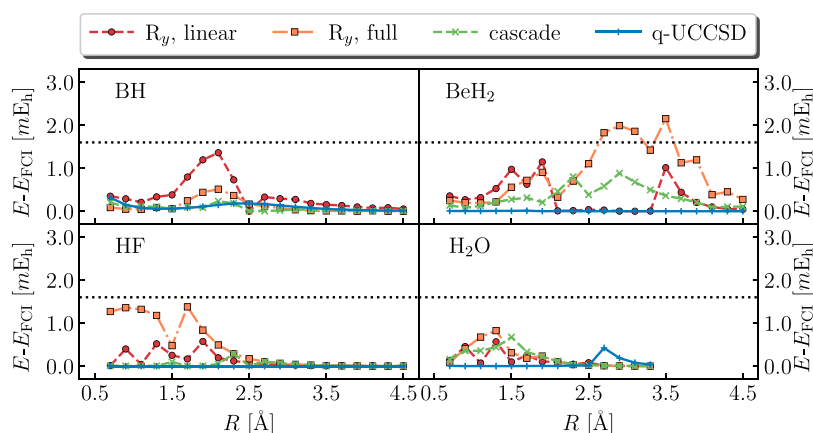 R_y, linear R_y, full cascade q-UCCSD
BH BeH₂
E-E_FCI [mE_h] 3.0 2.0 1.0 0.0
3.0 2.0 1.0 0.0 E-E_FCI [mE_h]
HF H₂O
E-E_FCI [mE_h] 3.0 2.0 1.0 0.0
3.0 2.0 1.0 0.0 E-E_FCI [mE_h]
0.5 1.5 2.5 3.5 4.5 0.5 1.5 2.5 3.5 4.5
R [Å] R [Å]